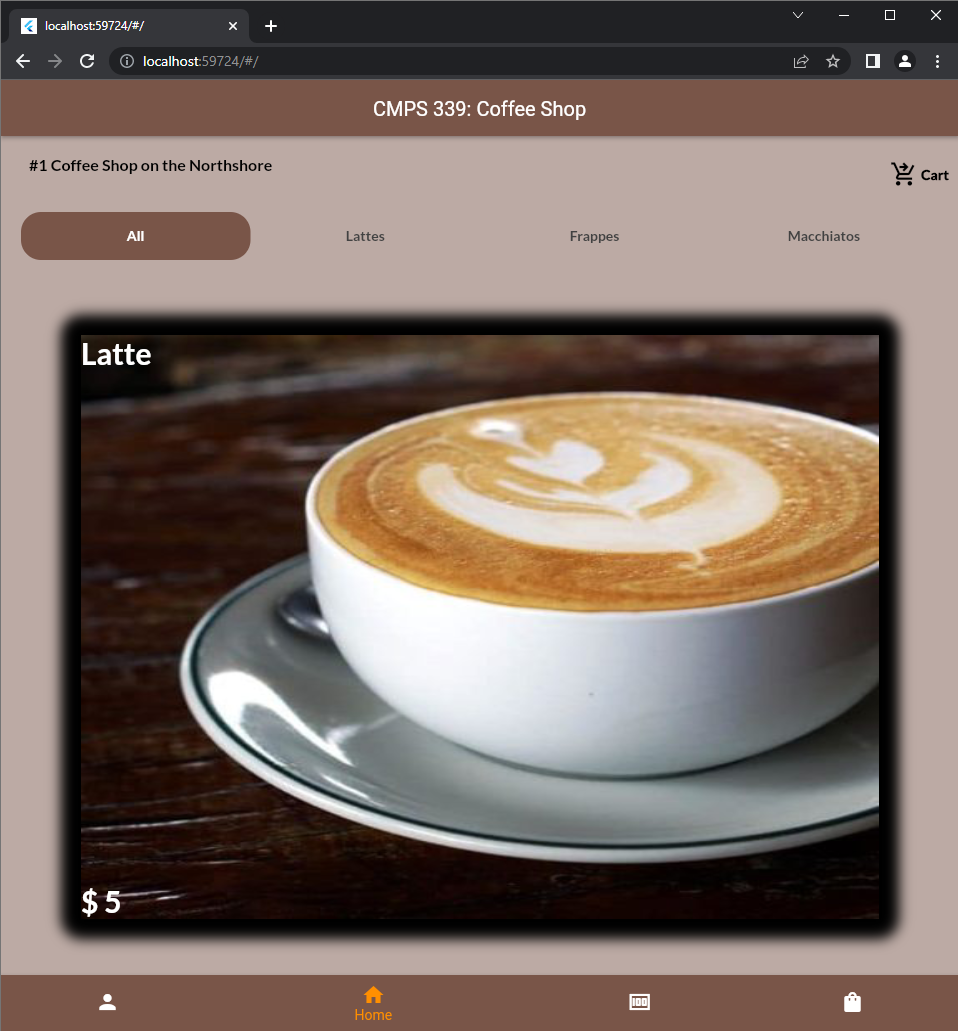 localhost:59724/#/
localhost:59724/#/
CMPS 339: Coffee Shop
#1 Coffee Shop on the Northshore
Cart
All
Lattes
Frappes
Macchiatos
Latte
$ 5
Home
100